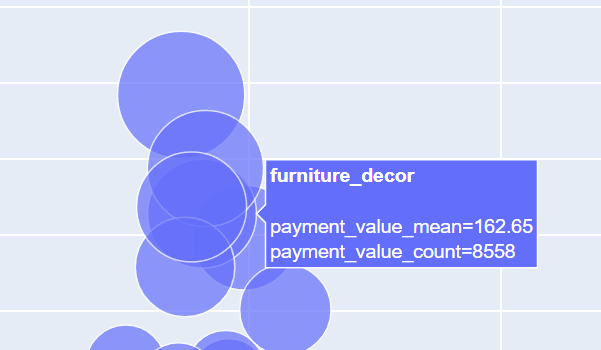 furniture_decor
payment_value_mean=162.65
payment_value_count=8558